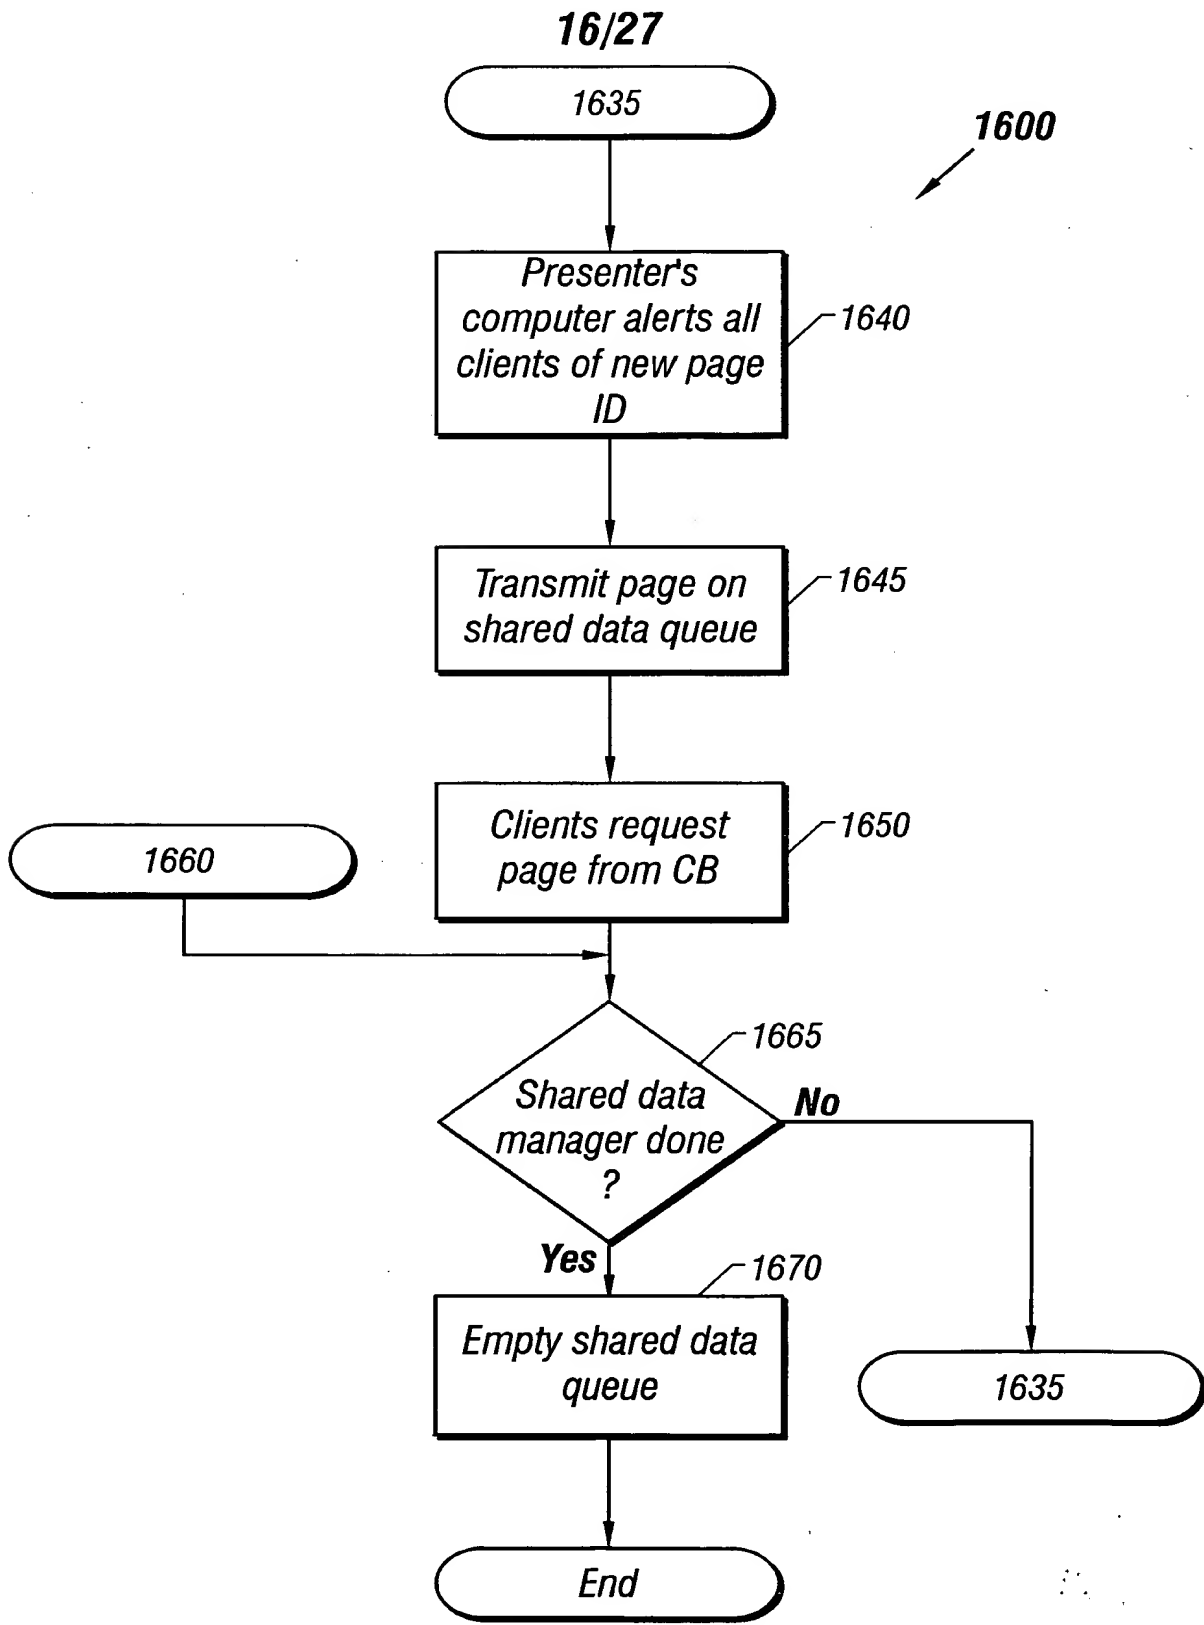 16/27
1635
1600
Presenter's
computer alerts all
clients of new page
ID
1640
Transmit page on
shared data queue
1645
Clients request
page from CB
1650
1660
1665
Shared data
manager done
?
No
Yes
1670
Empty shared data
queue
1635
End